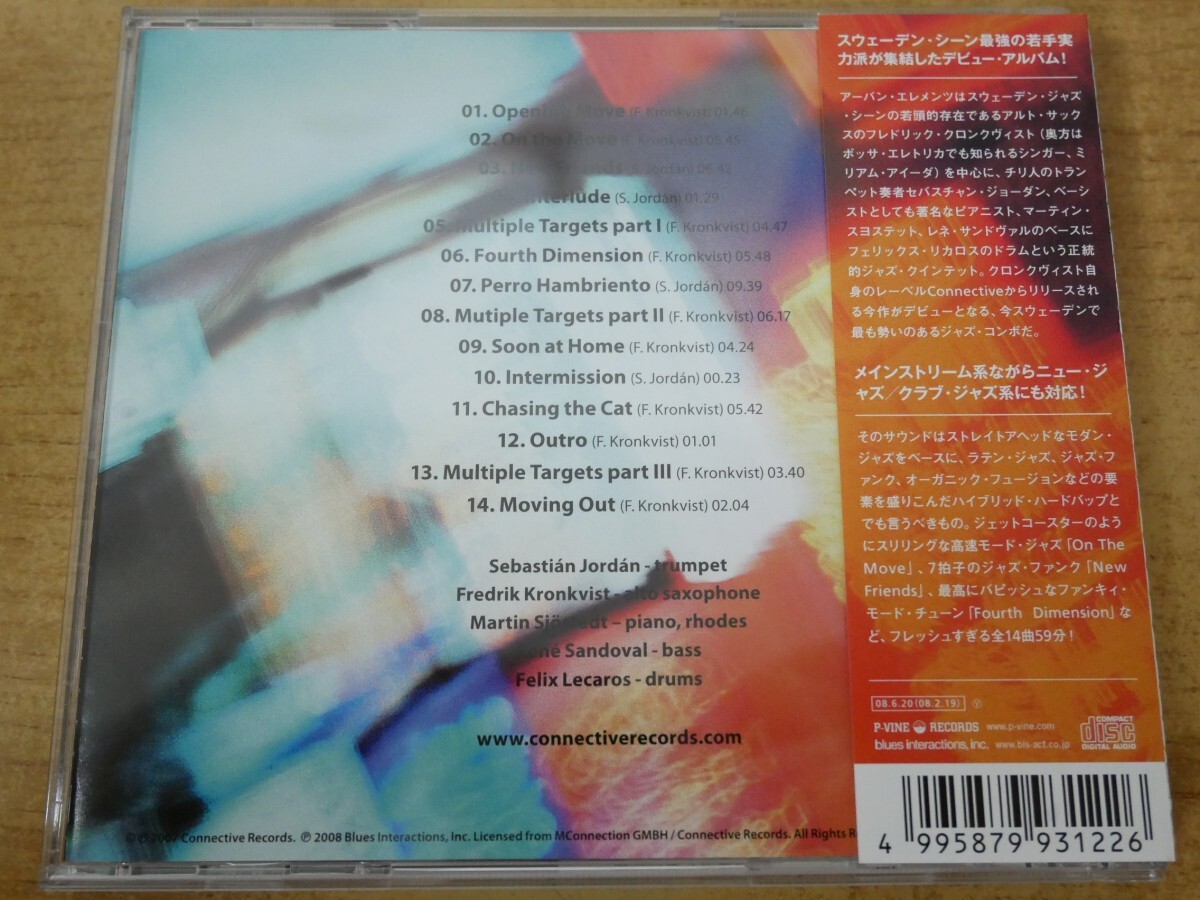 01. Opening Move (F. Kronkvist) 01.46
02. On the Move (F. Kronkvist) 05.45
03. New Friends (S. Jordán) 06.42
Interlude (S. Jordán) 01.29
05. Multiple Targets part I (F. Kronkvist) 04.47
06. Fourth Dimension (F. Kronkvist) 05.48
07. Perro Hambriento (S. Jordán) 09.39
08. Mutiple Targets part II (F. Kronkvist) 06.17
09. Soon at Home (F. Kronkvist) 04.24
10. Intermission (S. Jordán) 00.23
11. Chasing the Cat (F. Kronkvist) 05.42
12. Outro (F. Kronkvist) 01.01
13. Multiple Targets part III (F. Kronkvist) 03.40
14. Moving Out (F. Kronkvist) 02.04
Sebastián Jordán - trumpet
Fredrik Kronkvist - alto saxophone
Martin Sjöstedt – piano, rhodes
René Sandoval - bass
Felix Lecaros - drums
www.connectiverecords.com
2007 Connective Records. ℗ 2008 Blues Interactions, Inc. Licensed from MConnection GMBH / Connective Records. All Rights
スウェーデン・シーン最強の若手実
力派が集結したデビュー・アルバム!
アーバン・エレメンツはスウェーデン・ジャズ
・シーンの若頭的存在であるアルト・サック
スのフレドリック・クロンクヴィスト(奥方は
ボッサ・エレトリカでも知られるシンガー、ミ
リアム・アイーダ)を中心に、チリ人のトラン
ペット奏者セバスチャン・ジョーダン、ベーシ
ストとしても著名なピアニスト、マーティン・
スヨステット、レネ・サンドヴァルのベースに
フェリックス・リカロスのドラムという正統
的ジャズ・クインテット。クロンクヴィスト自
身のレーベルConnectiveからリリースされ
る今作がデビューとなる、今スウェーデンで
最も勢いのあるジャズ・コンボだ。
メインストリーム系ながらニュー・ジ
ャズ/クラブ・ジャズ系にも対応!
そのサウンドはストレイトアヘッドなモダン・
ジャズをベースに、ラテン・ジャズ、ジャズ・フ
ァンク、オーガニック・フュージョンなどの要
素を盛りこんだハイブリッド・ハードバップと
でも言うべきもの。ジェットコースターのよう
にスリリングな高速モード・ジャズ「On The
Move」、7拍子のジャズ・ファンク「New
Friends」、最高にバピッシュなファンキィ・
モード・チューン「Fourth Dimension」な
ど、フレッシュすぎる全14曲59分!
08.6.20(08.2.19) Ⓨ
P-VINE RECORDS www.p-vine.com
blues interactions, inc. www.bis-act.co.jp
COMPACT disc DIGITAL AUDIO
4 995879 931226